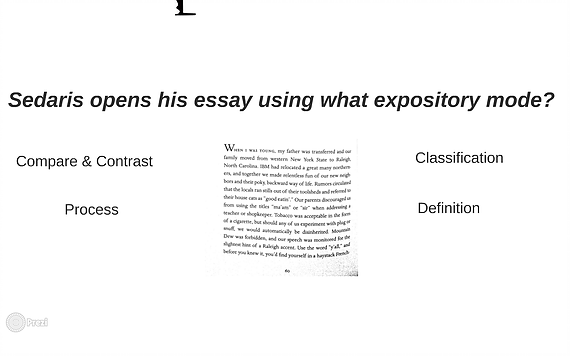 Sedaris opens his essay using what expository mode?
Compare & Contrast
Process
WHEN I WAS YOUNG, my father was transferred and our
family moved from western New York State to Raleigh,
North Carolina. IBM had relocated a great many northern-
ers, and together we made relentless fun of our new neigh
bors and their poky, backward way of life. Rumors circulated
that the locals ran stills out of their toolsheds and referred to
their house cats as "good eatin'." Our parents discouraged us
from using the titles "ma'am" or "sir" when addressing a
teacher or shopkeeper. Tobacco was acceptable in the form
of a cigarette, but should any of us experiment with plug or
snuff, we would automatically be disinherited. Mountain
Dew was forbidden, and our speech was monitored for the
slightest hint of a Raleigh accent. Use the word "y'all," and
before you knew it, you'd find yourself in a haystack French
60
Classification
Definition
Prezi